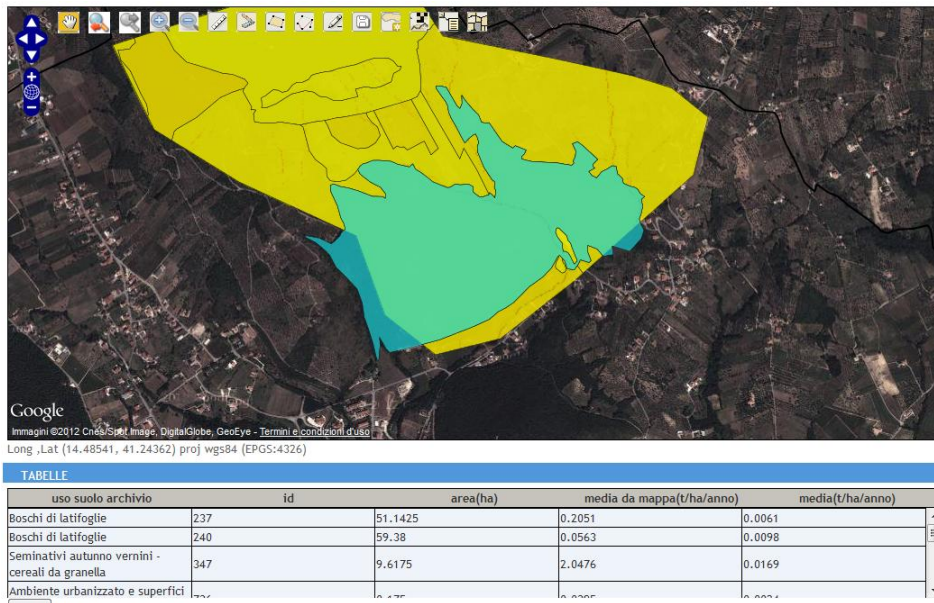 Google
Immagini ©2012 Cnes/Spot Image, DigitalGlobe, GeoEye - Termini e condizioni d'uso
Long ,Lat (14.48541, 41.24362) proj wgs84 (EPGS:4326)
TABELLE
uso suolo archivio id area(ha) media da mappa(t/ha/anno) media(t/ha/anno)
Boschi di latifoglie 237 51.1425 0.2051 0.0061
Boschi di latifoglie 240 59.38 0.0563 0.0098
Seminativi autunno vernini -
cereali da granella 347 9.6175 2.0476 0.0169
Ambiente urbanizzato e superfici